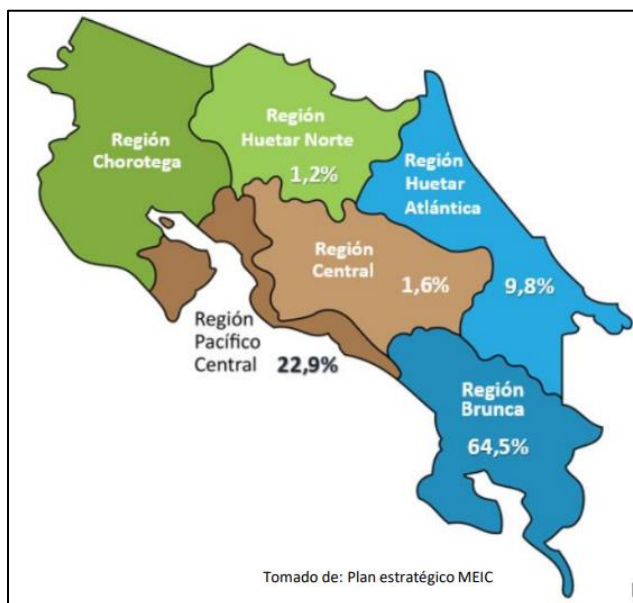 Región
Chorotega
Región
Huetar Norte
1,2%
Región
Huetar
Atlántica
9,8%
Región
Central
1,6%
Región
Pacífico
Central 22,9%
Región
Brunca
64,5%
Tomado de: Plan estratégico MEIC